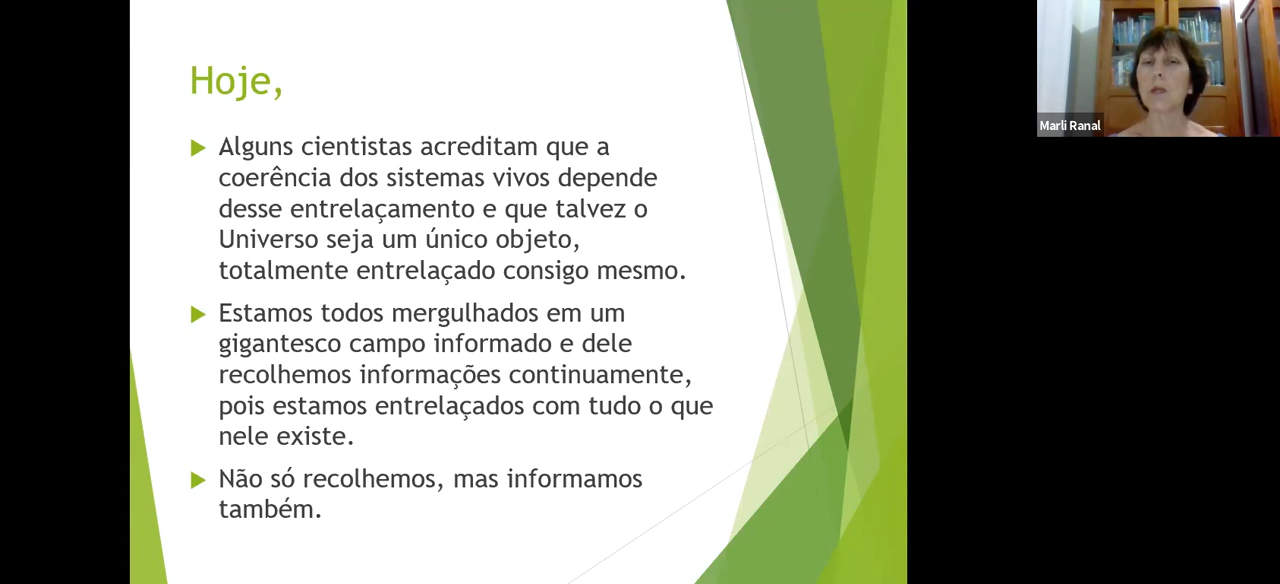 Hoje,
Alguns cientistas acreditam que a
coerência dos sistemas vivos depende
desse entrelaçamento e que talvez o
Universo seja um único objeto,
totalmente entrelaçado consigo mesmo.
Estamos todos mergulhados em um
gigantesco campo informado e dele
recolhemos informações continuamente,
pois estamos entrelaçados com tudo o que
nele existe.
Não só recolhemos, mas informamos
também.
Marli Ranal